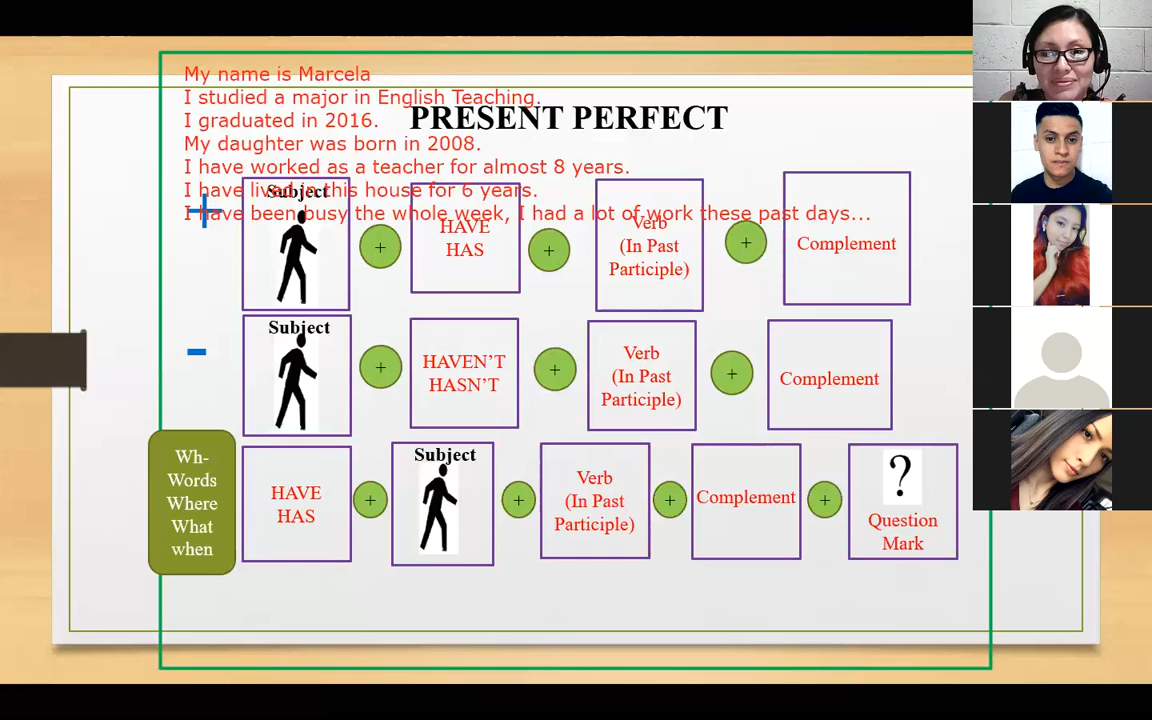 My name is Marcela
I studied a major in English Teaching.
I graduated in 2016.
My daughter was born in 2008.
I have worked as a teacher for almost 8 years.
I have lived in this house for 6 years.
I have been busy the whole week, I had a lot of work these past days...
PRESENT PERFECT
+
Subject
+
HAVE
HAS
+
Verb
(In Past
Participle)
+
Complement
-
Subject
+
HAVEN'T
HASN'T
+
Verb
(In Past
Participle)
+
Complement
Wh-
Words
Where
What
when
HAVE
HAS
+
Subject
+
Verb
(In Past
Participle)
+
Complement
+
?
Question
Mark